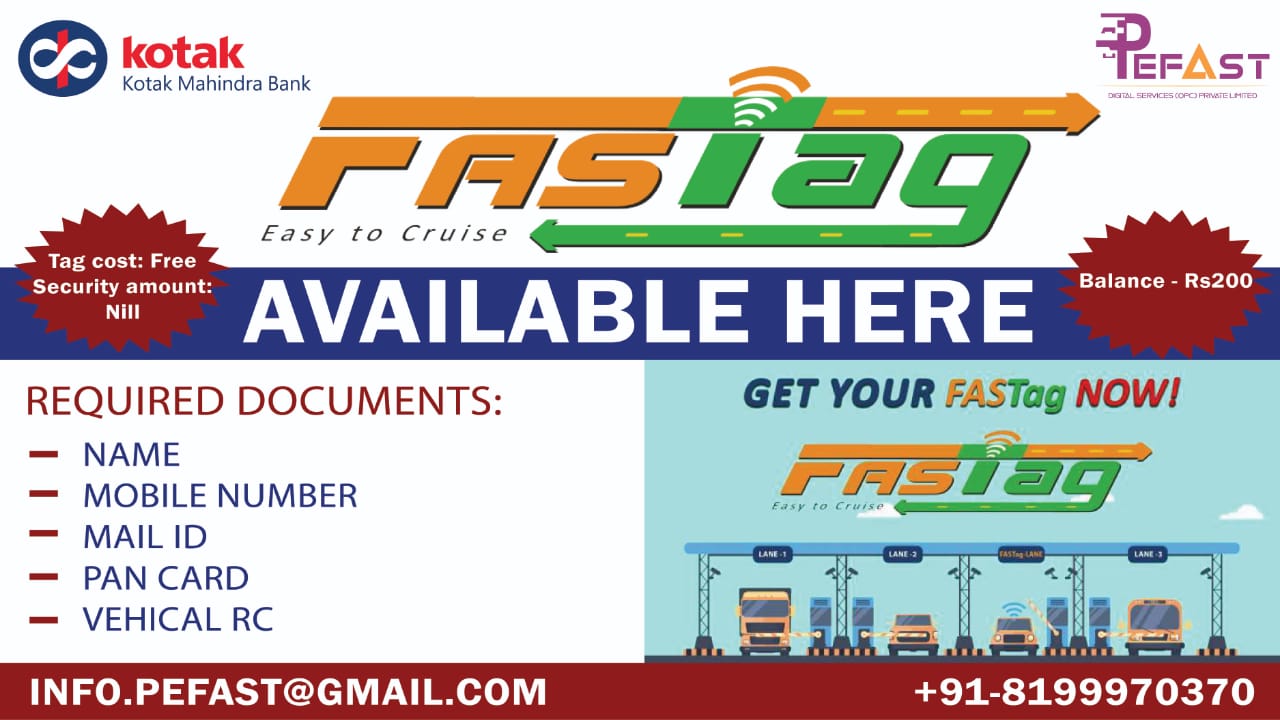 kotak
Kotak Mahindra Bank
PEFAST
DIGITAL SERVICES (OPC) PRIVATE LIMITED
FASTag
Easy to Cruise
Tag cost: Free
Security amount:
Nill
AVAILABLE HERE
Balance - Rs200
REQUIRED DOCUMENTS:
NAME
MOBILE NUMBER
MAIL ID
PAN CARD
VEHICAL RC
GET YOUR FASTag NOW!
FASTag
Easy to Cruise
LANE -1
LANE -2
FASTag-LANE
LANE -3
INFO.PEFAST@GMAIL.COM
+91-8199970370